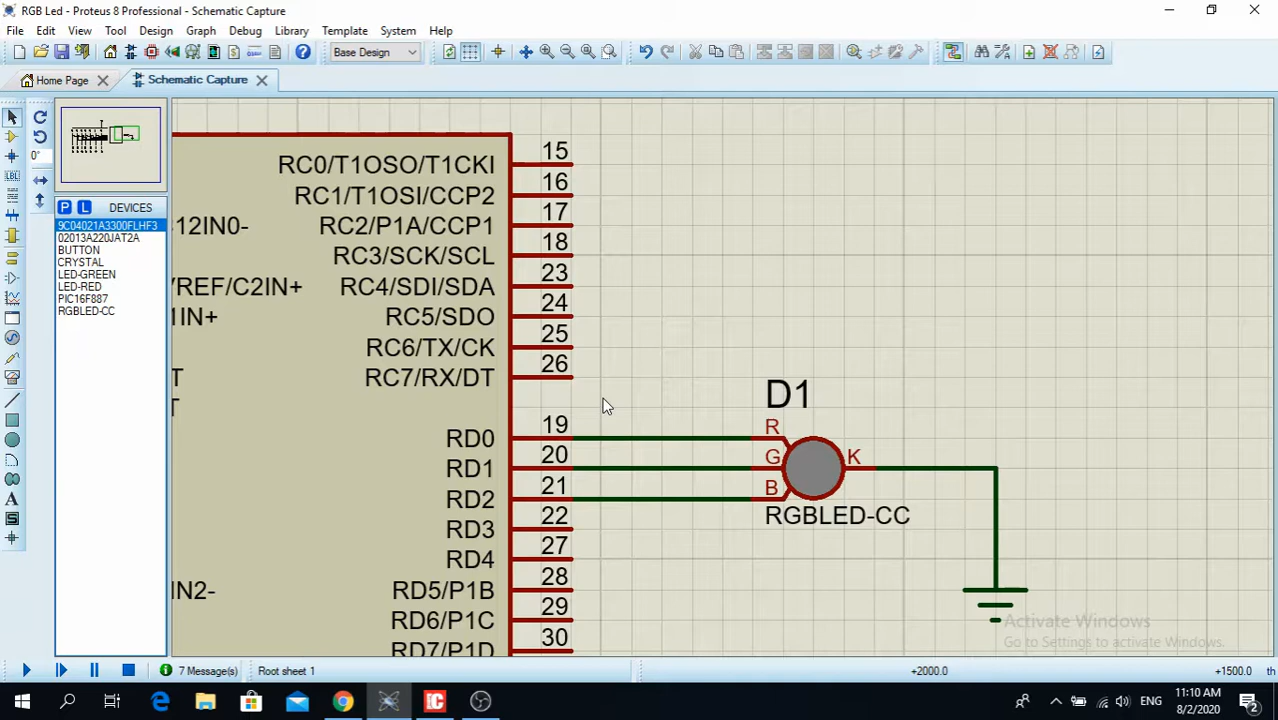 RGB Led - Proteus 8 Professional - Schematic Capture
File Edit View Tool Design Graph Debug Library Template System Help
Base Design
Home Page
Schematic Capture
0°
P L DEVICES
9C04021A3300FLHF3
02013A220JAT2A
BUTTON
CRYSTAL
LED-GREEN
LED-RED
PIC16F887
RGBLED-CC
RC0/T1OSO/T1CKI 15
RC1/T1OSI/CCP2 16
12IN0- RC2/P1A/CCP1 17
RC3/SCK/SCL 18
/REF/C2IN+ RC4/SDI/SDA 23
1IN+ RC5/SDO 24
RC6/TX/CK 25
T RC7/RX/DT 26
T
D1
RD0 19 R
RD1 20 G K
RD2 21 B
RGBLED-CC
RD3 22
RD4 27
IN2- RD5/P1B 28
RD6/P1C 29
RD7/P1D 30
Activate Windows
Go to Settings to activate Windows.
7 Message(s) Root sheet 1 +2000.0 +1500.0 th
ENG
11:10 AM
8/2/2020
2